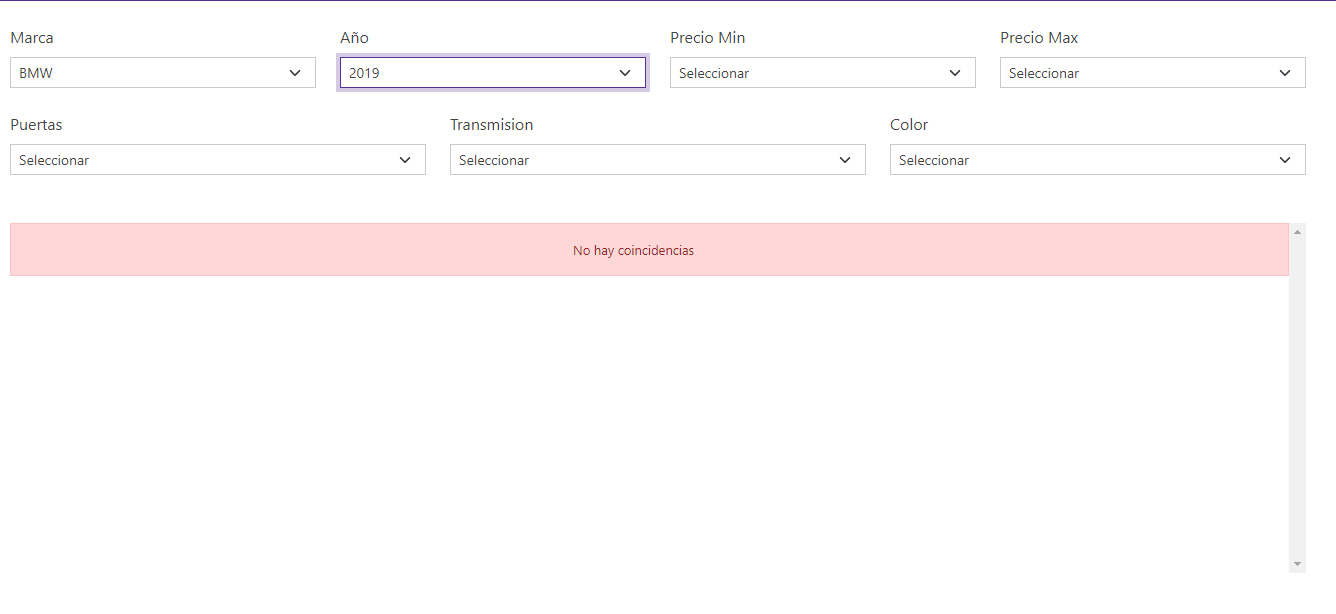 Marca Año Precio Min Precio Max
BMW 2019 Seleccionar Seleccionar
Puertas Transmision Color
Seleccionar Seleccionar Seleccionar
No hay coincidencias